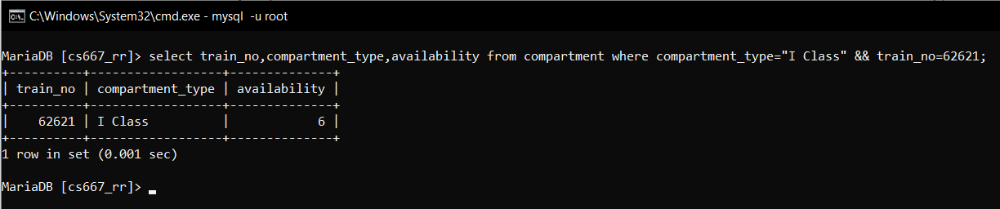 C:\Windows\System32\cmd.exe - mysql  -u root
MariaDB [cs667_rr]> select train_no,compartment_type,availability from compartment where compartment_type="I Class" && train_no=62621;
+----------+------------------+--------------+
| train_no | compartment_type | availability |
+----------+------------------+--------------+
|    62621 | I Class          |            6 |
+----------+------------------+--------------+
1 row in set (0.001 sec)
MariaDB [cs667_rr]>